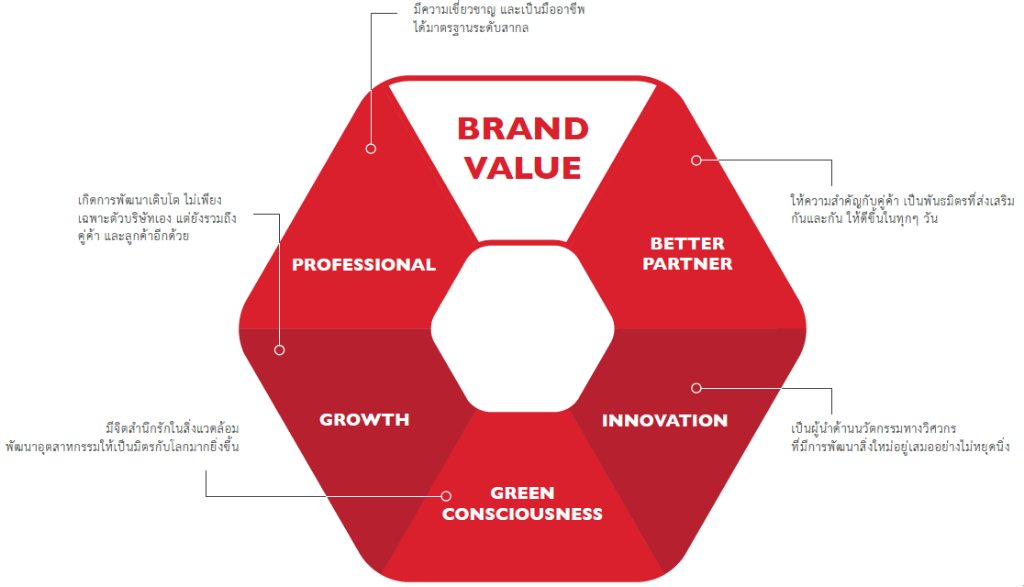 มีความเชี่ยวชาญ และเป็นมืออาชีพ
ได้มาตรฐานระดับสากล
BRAND
VALUE
เกิดการพัฒนาเติบโต ไม่เพียง
เฉพาะตัวบริษัทเอง แต่ยังรวมถึง
คู่ค้า และลูกค้าอีกด้วย
ให้ความสำคัญกับคู่ค้า เป็นพันธมิตรที่ส่งเสริม
กันและกัน ให้ดีขึ้นในทุกๆ วัน
PROFESSIONAL
BETTER
PARTNER
GROWTH
INNOVATION
มีจิตสำนึกรักในสิ่งแวดล้อม
พัฒนาอุตสาหกรรมให้เป็นมิตรกับโลกมากยิ่งขึ้น
เป็นผู้นำด้านนวัตกรรมทางวิศวกร
ที่มีการพัฒนาสิ่งใหม่อยู่เสมออย่างไม่หยุดนิ่ง
GREEN
CONSCIOUSNESS